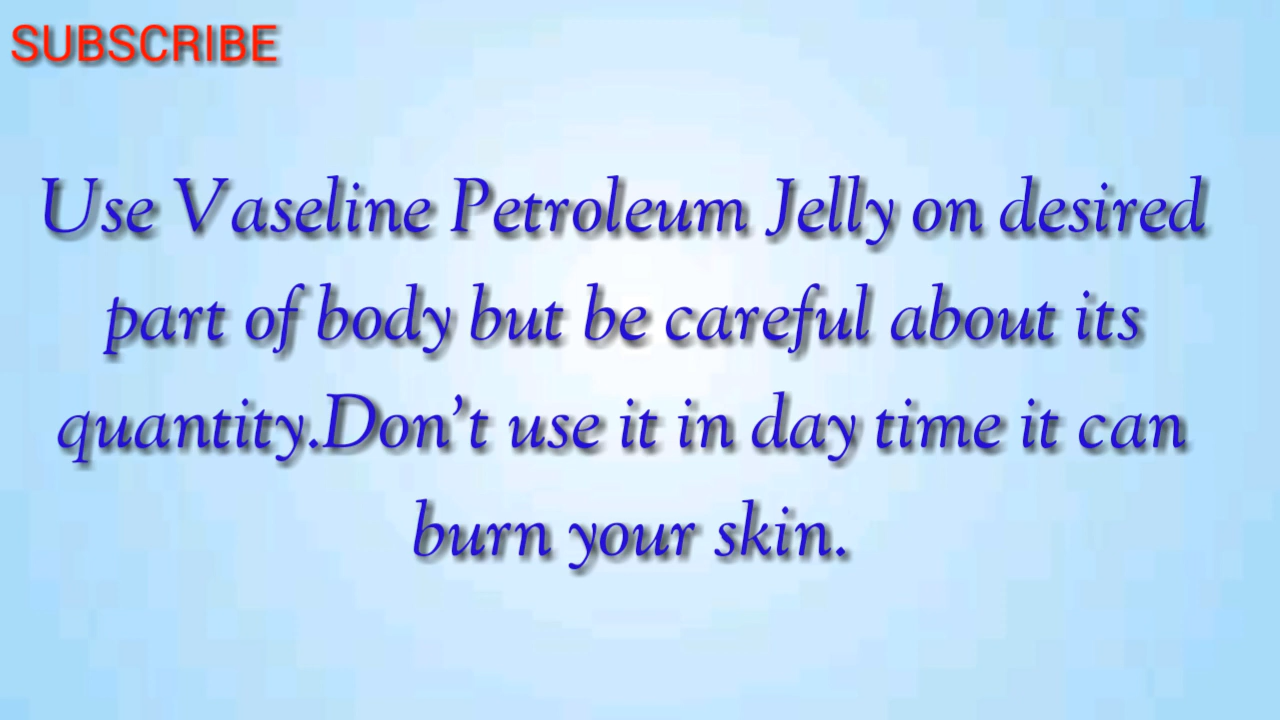 SUBSCRIBE
Use Vaseline Petroleum Jelly on desired
part of body but be careful about its
quantity.Don't use it in day time it can
burn your skin.